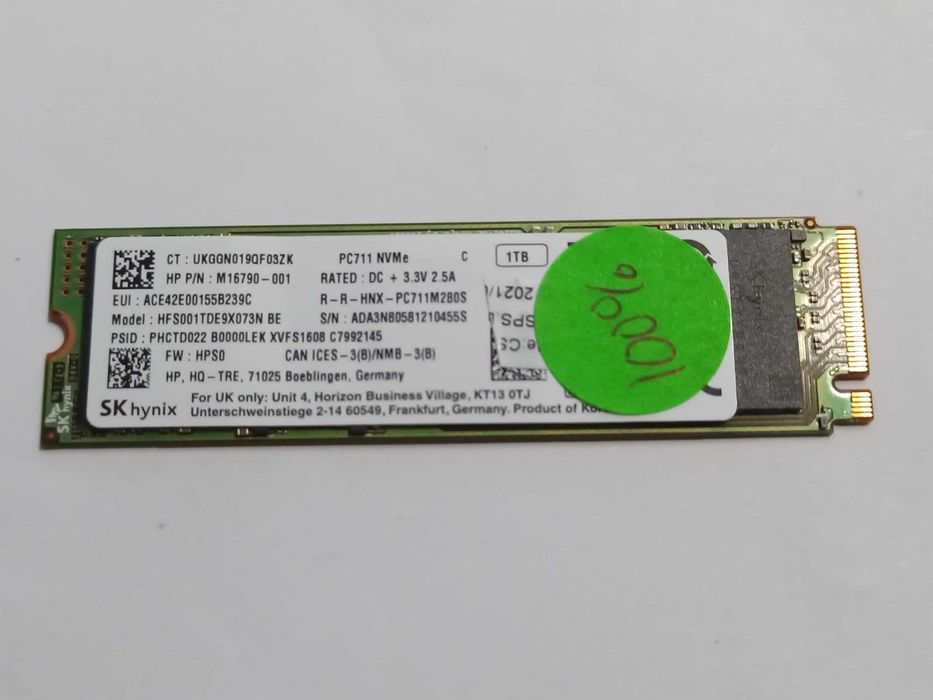 CT : UKGGN019QF03ZK PC711 NVMe C 1TB
HP P/N : M16790-001 RATED : DC + 3.3V 2.5A
EUI : ACE42E00155B239C R-R-HNX-PC711M280S
Model : HFS001TDE9X073N BE S/N : ADA3N80581210455S
PSID : PHCTD022 B0000LEK XVFS1608 C7992145
FW : HPS0 CAN ICES-3(B)/NMB-3(B)
HP, HQ-TRE, 71025 Boeblingen, Germany
SK hynix
For UK only: Unit 4, Horizon Business Village, KT13 0TJ
Unterschweinstiege 2-14 60549, Frankfurt, Germany. Product of
100%
2021/
SK hynix